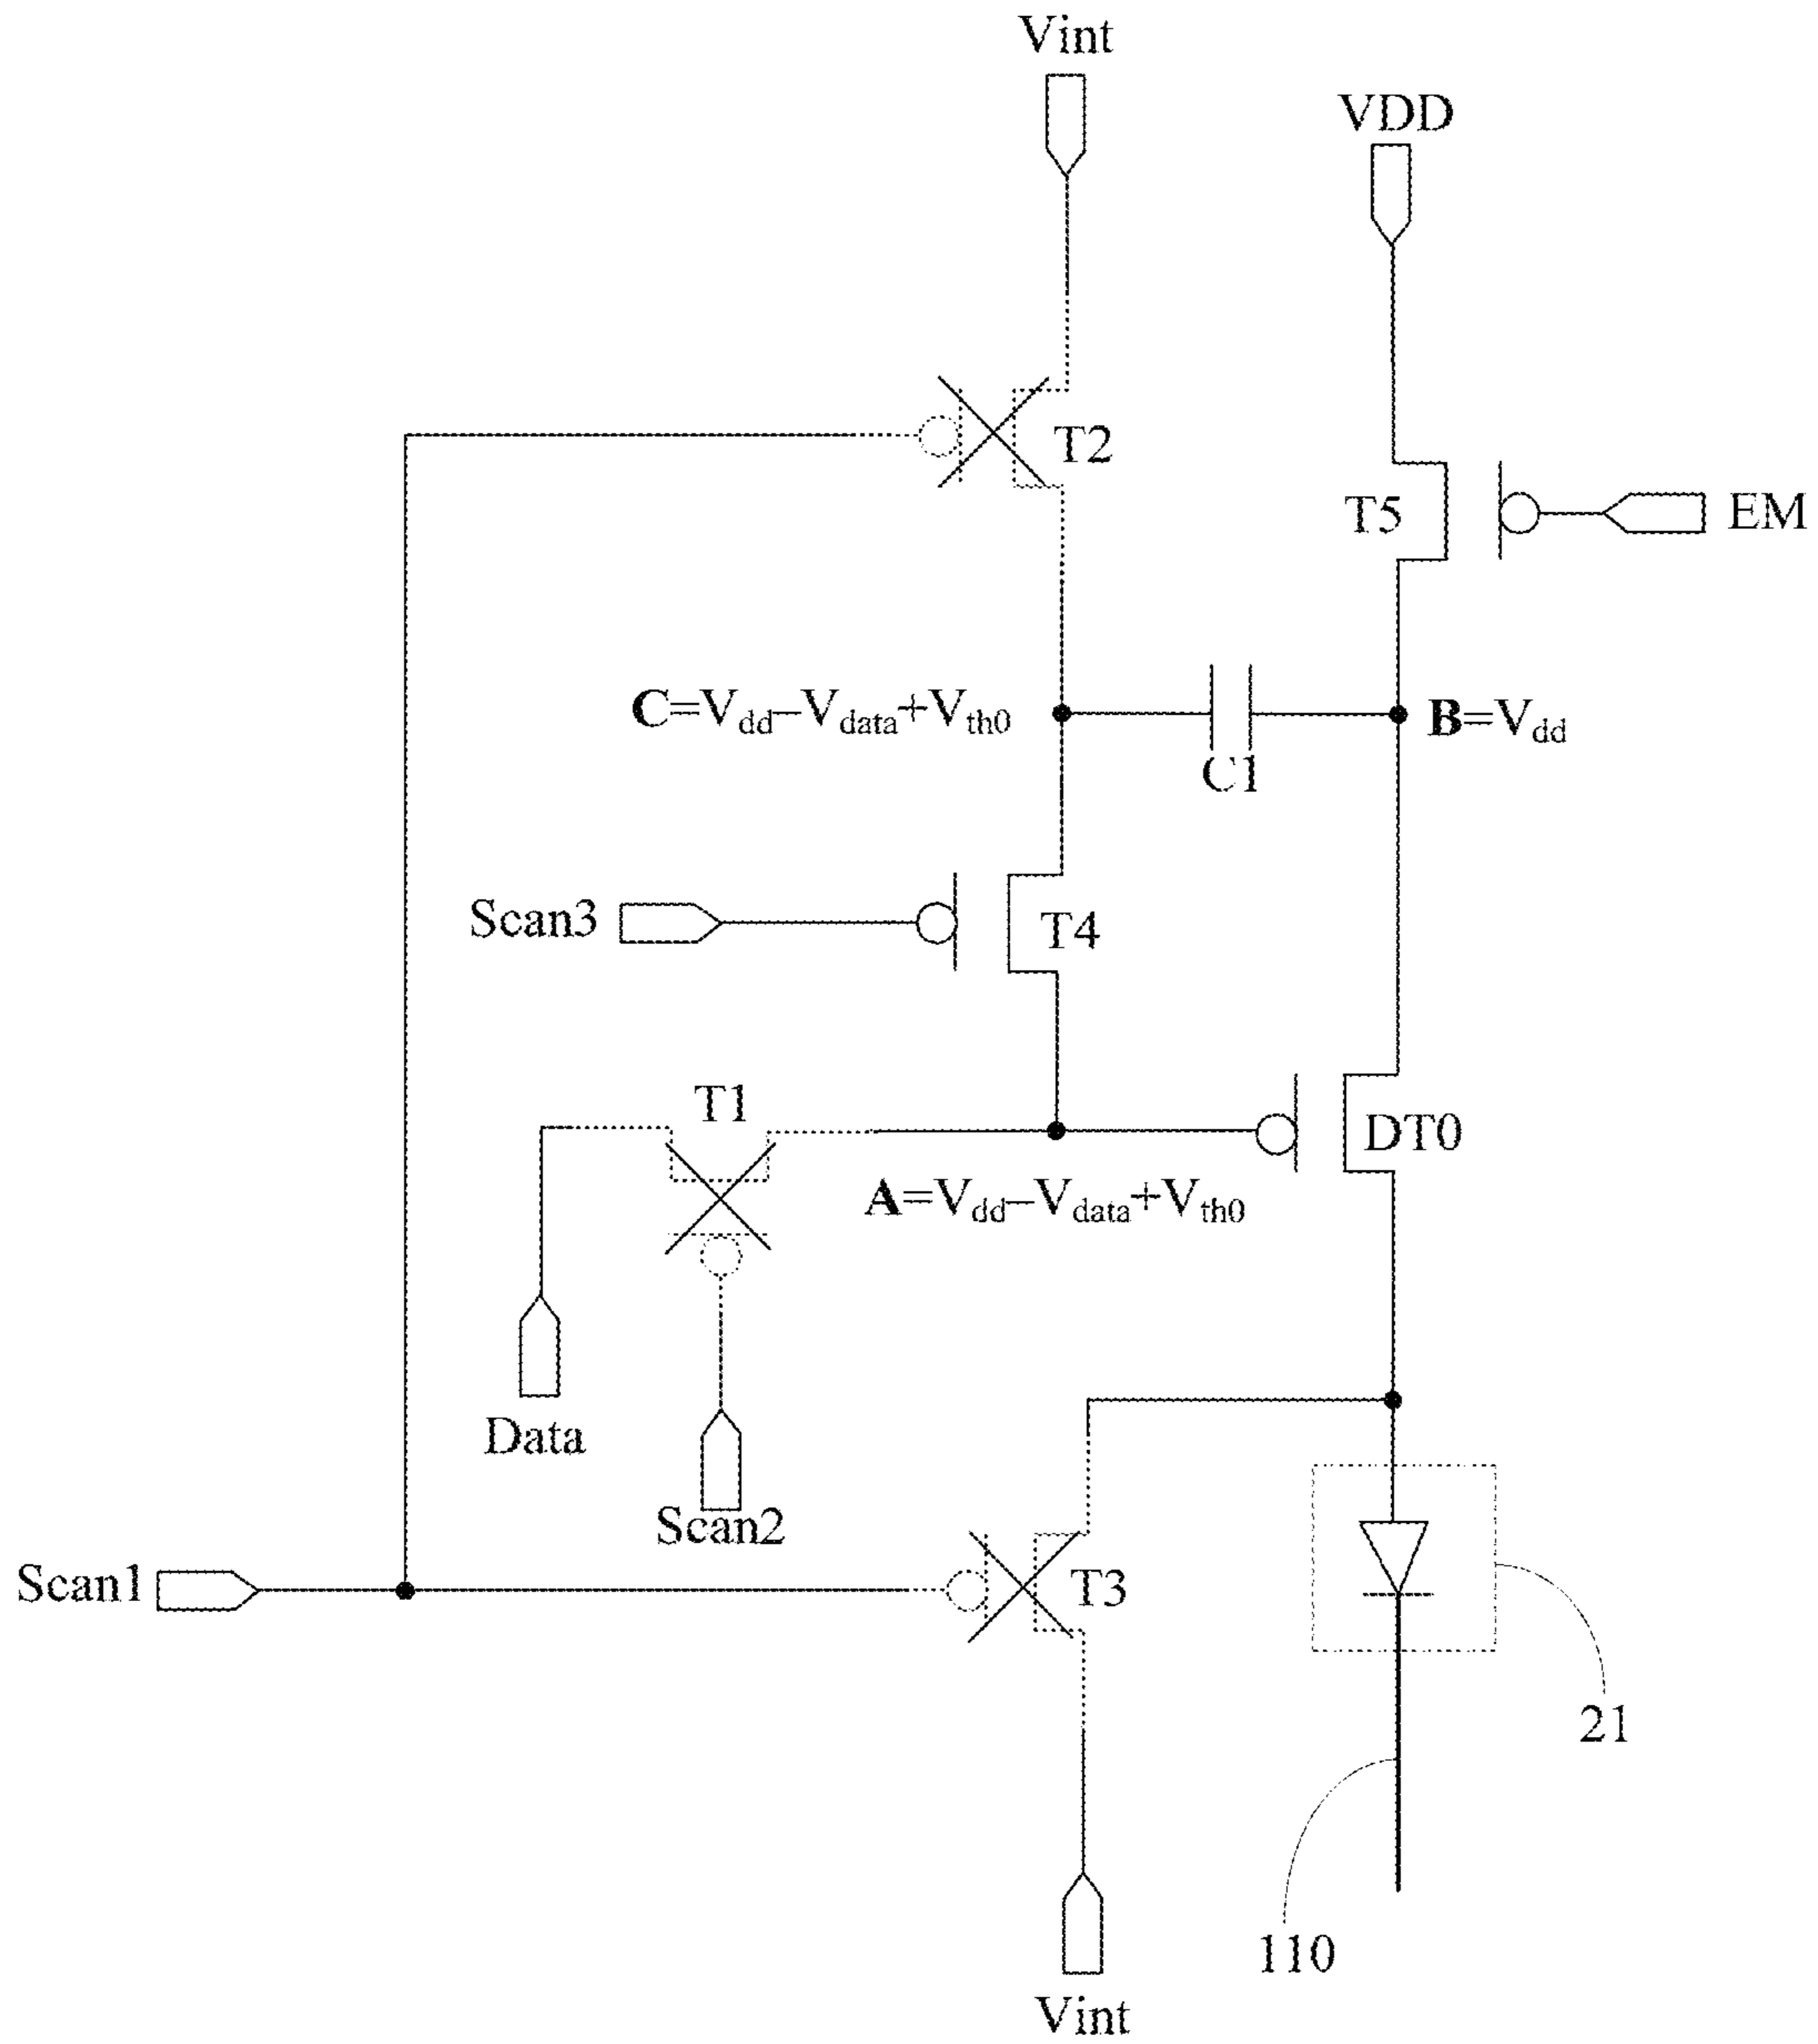 Vint
VDD
T2
T5
EM
C=Vdd–Vdata+Vth0
B=Vdd
C1
Scan3
T4
T1
DT0
A=Vdd–Vdata+Vth0
Data
Scan2
Scan1
T3
21
110
Vint